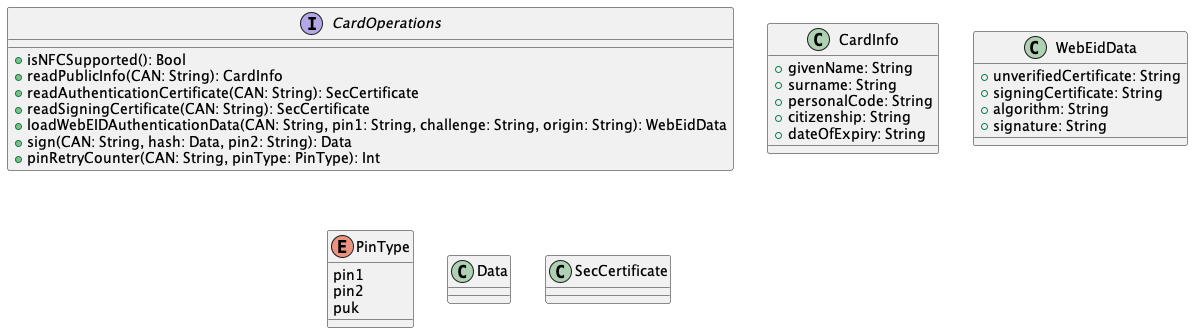 I CardOperations
isNFCSupported(): Bool
readPublicInfo(CAN: String): CardInfo
readAuthenticationCertificate(CAN: String): SecCertificate
readSigningCertificate(CAN: String): SecCertificate
loadWebEIDAuthenticationData(CAN: String, pin1: String, challenge: String, origin: String): WebEidData
sign(CAN: String, hash: Data, pin2: String): Data
pinRetryCounter(CAN: String, pinType: PinType): Int
C CardInfo
givenName: String
surname: String
personalCode: String
citizenship: String
dateOfExpiry: String
C WebEidData
unverifiedCertificate: String
signingCertificate: String
algorithm: String
signature: String
E PinType
pin1
pin2
puk
C Data
C SecCertificate